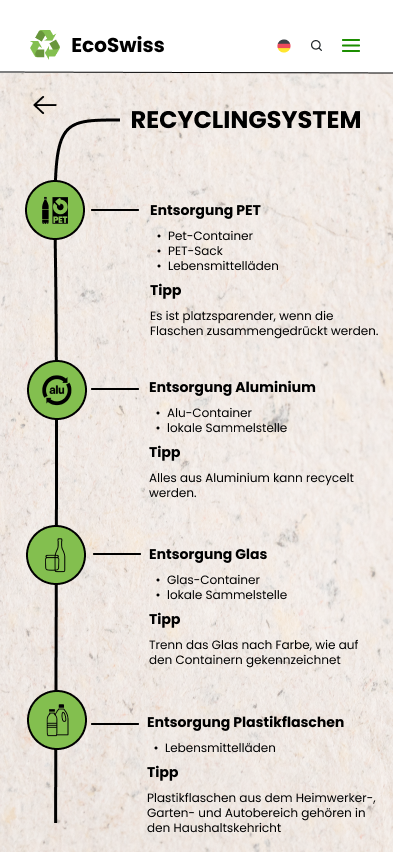 EcoSwiss
RECYCLINGSYSTEM
PET
Entsorgung PET
• Pet-Container
• PET-Sack
• Lebensmittelläden
Tipp
Es ist platzsparender, wenn die
Flaschen zusammengedrückt werden.
alu
Entsorgung Aluminium
• Alu-Container
• lokale Sammelstelle
Tipp
Alles aus Aluminium kann recycelt
werden.
Entsorgung Glas
• Glas-Container
• lokale Sammelstelle
Tipp
Trenn das Glas nach Farbe, wie auf
den Containern gekennzeichnet
Entsorgung Plastikflaschen
• Lebensmittelläden
Tipp
Plastikflaschen aus dem Heimwerker-,
Garten- und Autobereich gehören in
den Haushaltskehricht